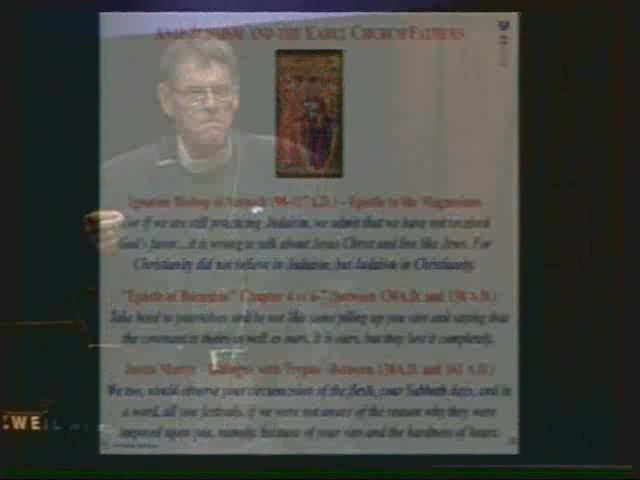 AND THE EARLY CHURCH FATHERS
Ignatius Bishop of Antioch (98-117 A.D.) - Epistle to the Magnesians
For if we are still practicing Judaism, we admit that we have not received
God's favor...it is wrong to talk about Jesus Christ and live like Jews. For
Christianity did not believe in Judaism, but Judaism in Christianity.
"Epistle of Barnabas" Chapter 4 vs 6-7 (Between 130 A.D. and 138 A.D.)
Take heed to yourselves and be not like some piling up you sins and saying that
the covenant is theirs as well as ours. It is ours, but they lost it completely.
Justin Martyr - Dialogue with Trypho (Between 138 A.D. and 161 A.D.)
We too, would observe your circumcision of the flesh, your Sabbath days, and in
a word, all you festivals, if we were not aware of the reason why they were
imposed upon you, namely, because of your sins and the hardness of heart.